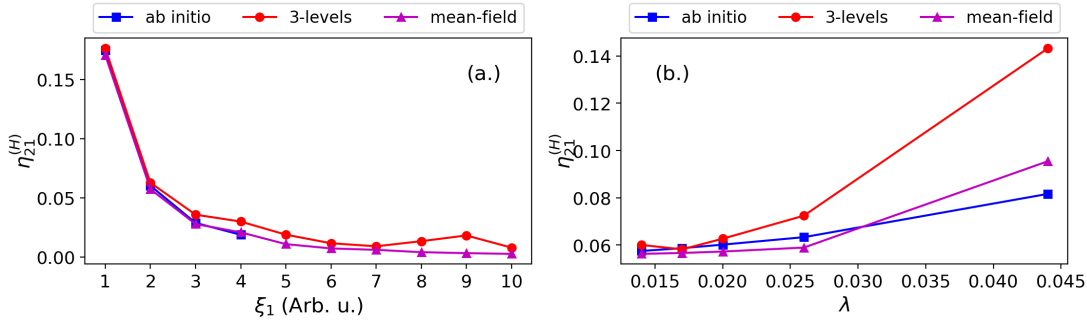 ab initio 3-levels mean-field
(a.)
0.15
0.10
0.05
0.00
η21(H)
1 2 3 4 5 6 7 8 9 10
ξ1 (Arb. u.)
ab initio 3-levels mean-field
(b.)
0.14
0.12
0.10
0.08
0.06
η21(H)
0.015 0.020 0.025 0.030 0.035 0.040 0.045
λ